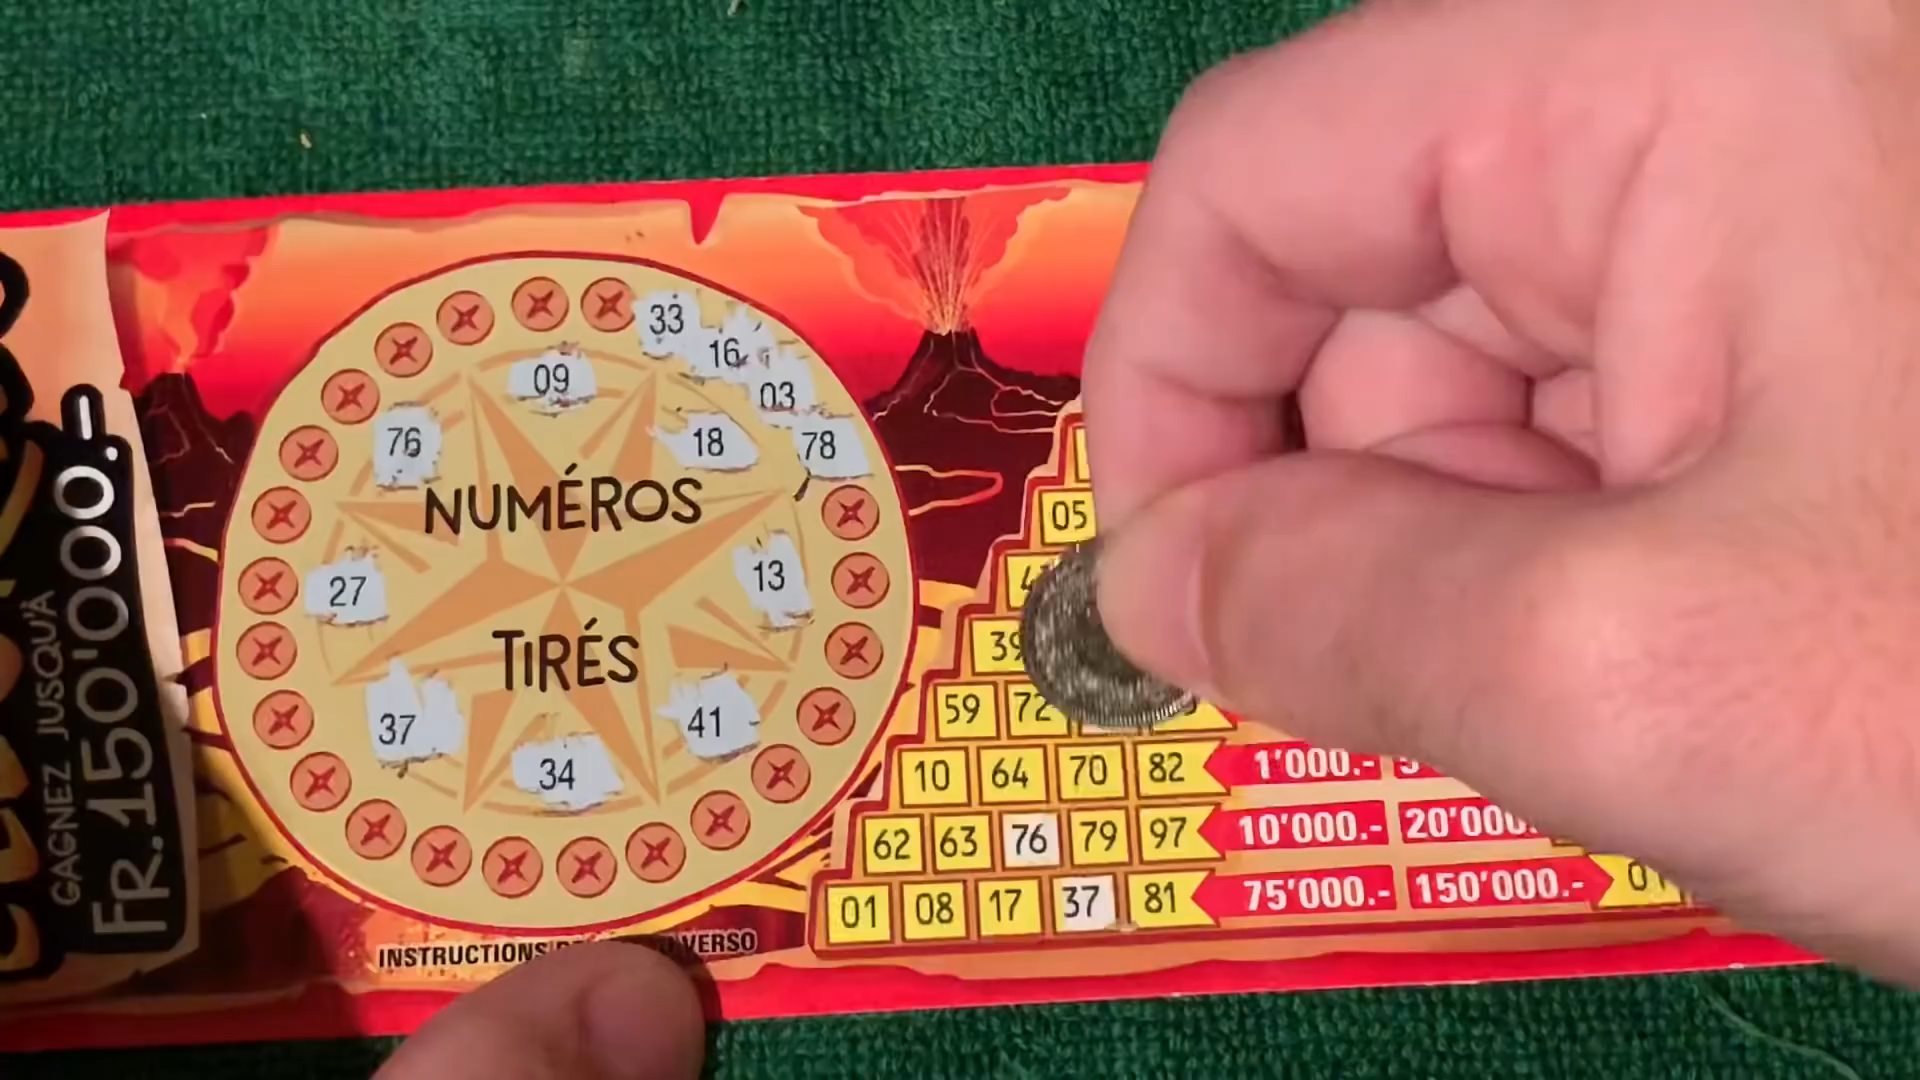 GAGNEZ JUSQU'À
FR.150'000.-
33
16
03
78
09
18
76
NUMÉROS
27
13
TIRÉS
37
41
34
INSTRUCTIONS VERSO
05
39
59 72
10 64 70 82 1'000.-
62 63 76 79 97 10'000.- 20'000.-
01 08 17 37 81 75'000.- 150'000.-